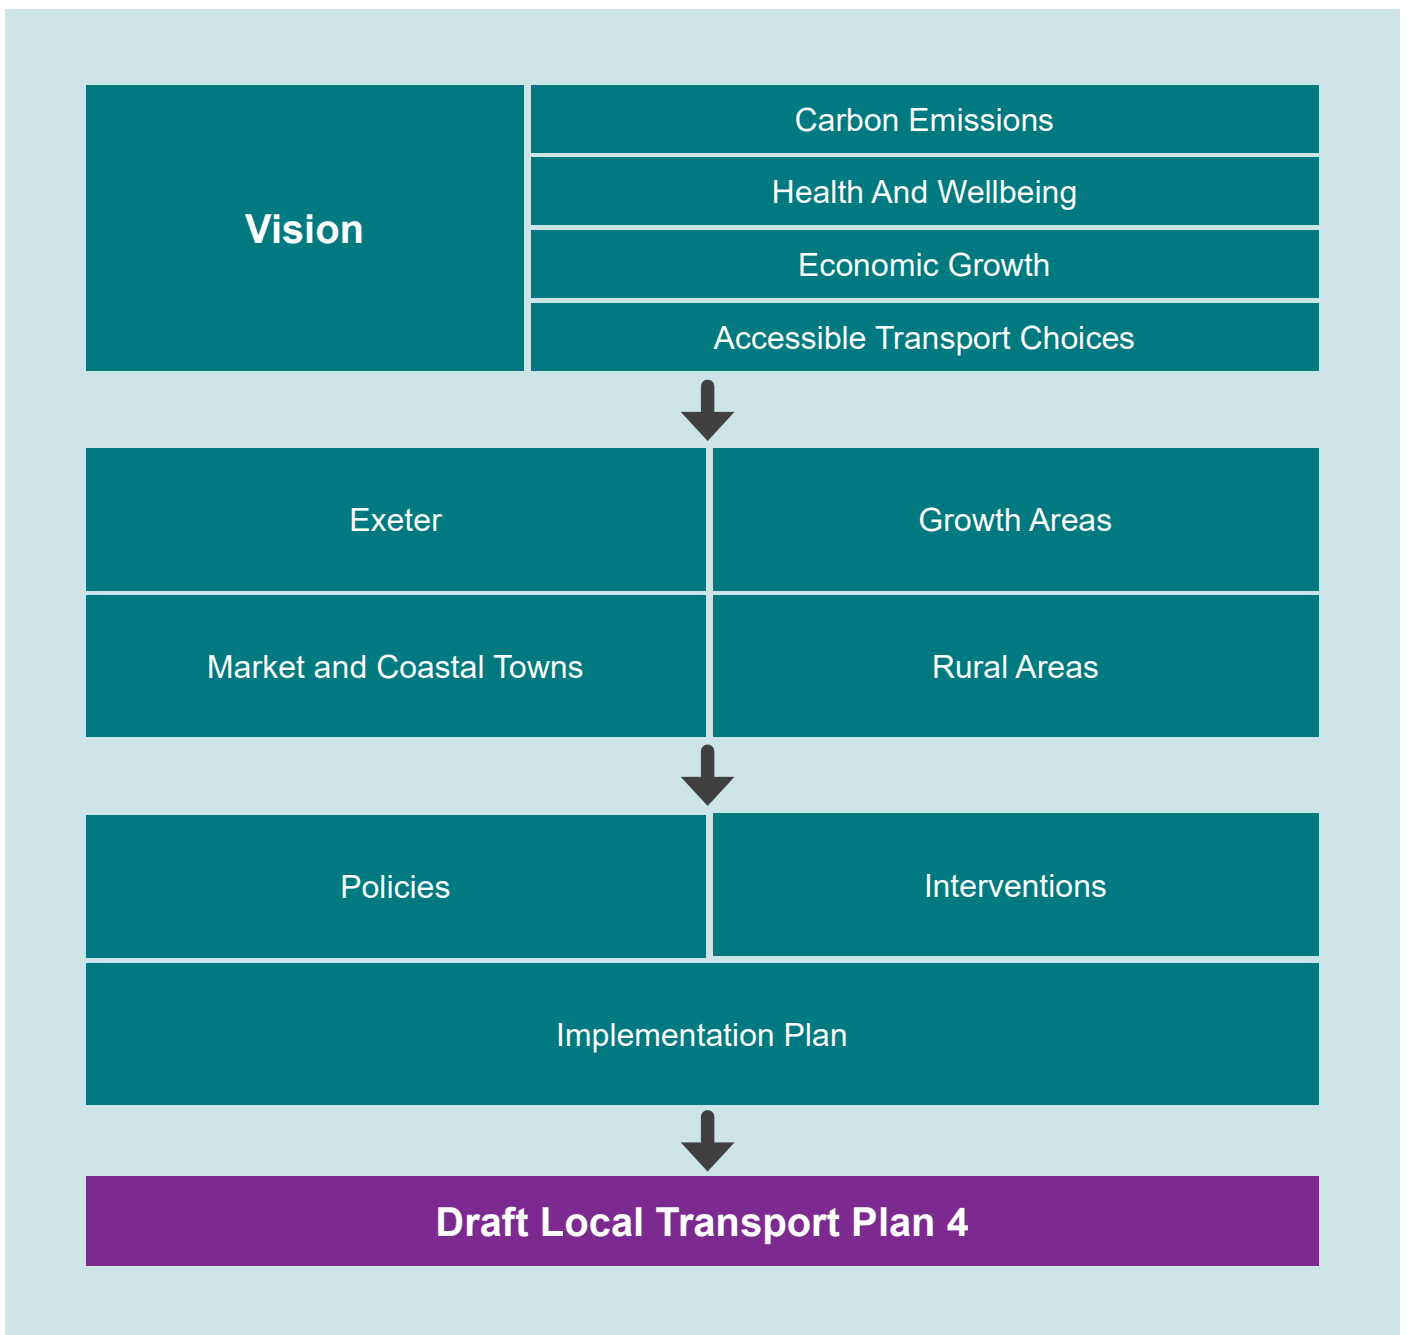 Vision
Carbon Emissions
Health And Wellbeing
Economic Growth
Accessible Transport Choices
Exeter
Growth Areas
Market and Coastal Towns
Rural Areas
Policies
Interventions
Implementation Plan
Draft Local Transport Plan 4